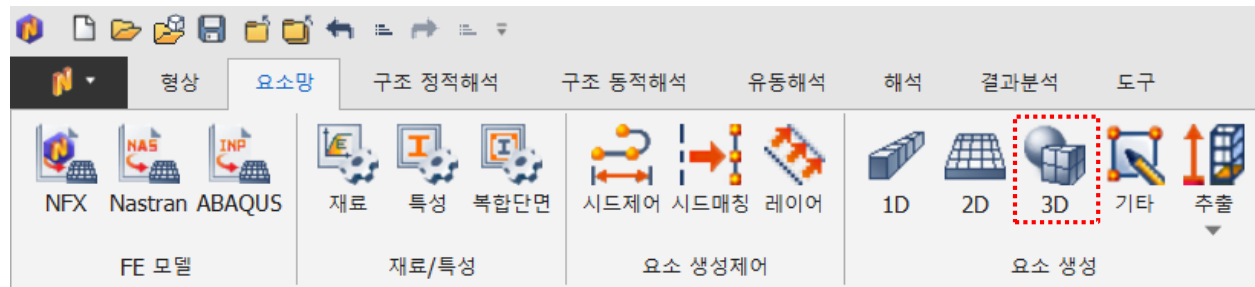 형상 요소망 구조 정적해석 구조 동적해석 유동해석 해석 결과분석 도구
NAS INP
NFX Nastran ABAQUS 재료 특성 복합단면 시드제어 시드매칭 레이어 1D 2D 3D 기타 추출
FE 모델 재료/특성 요소 생성제어 요소 생성